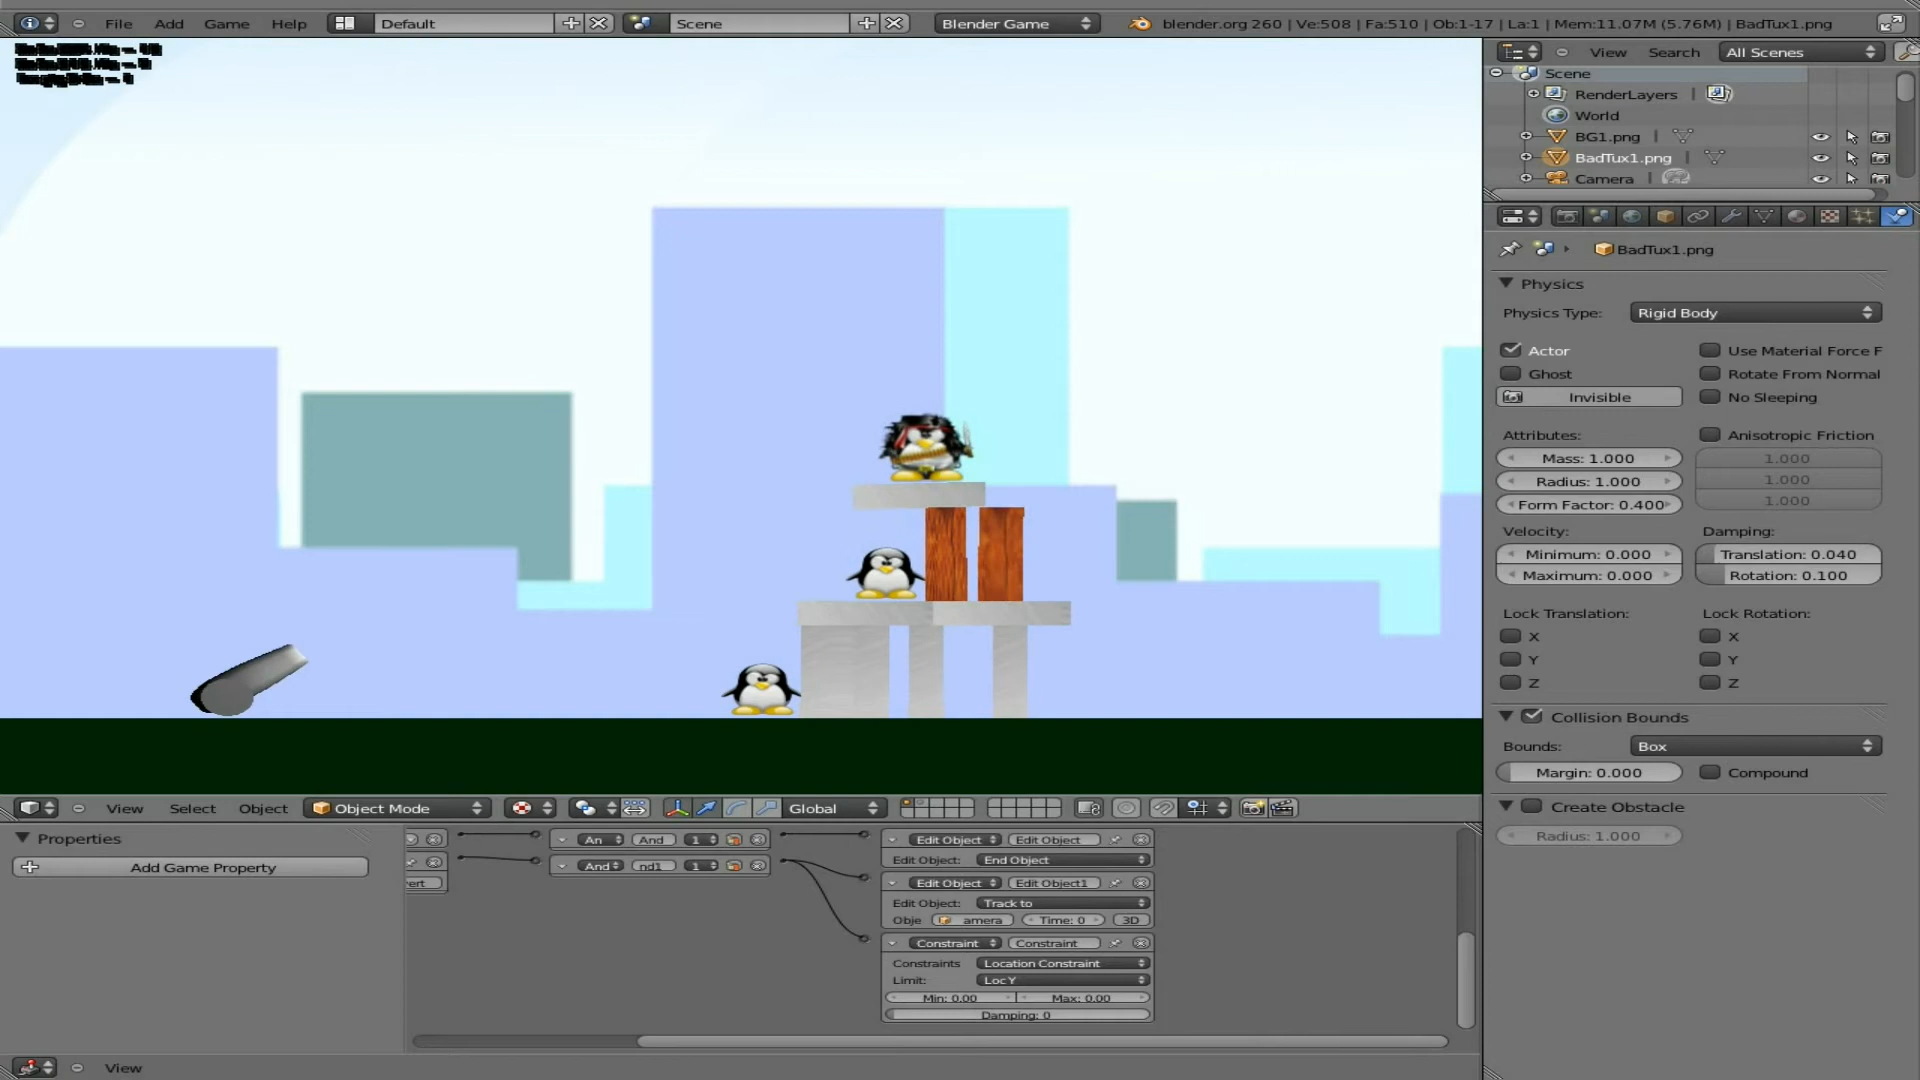 File Add Game Help Default Scene Blender Game blender.org 260 | Ve:508 | Fa:510 | Ob:1-17 | La:1 | Mem:11.07M (5.76M) | BadTux1.png
View Search All Scenes
Scene
RenderLayers |
World
BG1.png |
BadTux1.png |
Camera |
BadTux1.png
Physics
Physics Type: Rigid Body
Actor Use Material Force F
Ghost Rotate From Normal
Invisible No Sleeping
Attributes: Anisotropic Friction
Mass: 1.000 1.000
Radius: 1.000 1.000
Form Factor: 0.400 1.000
Velocity: Damping:
Minimum: 0.000 Translation: 0.040
Maximum: 0.000 Rotation: 0.100
Lock Translation: Lock Rotation:
X X
Y Y
Z Z
Collision Bounds
Bounds: Box
Margin: 0.000 Compound
Create Obstacle
Radius: 1.000
View Select Object Object Mode Global
Properties
Add Game Property
An And 1
And nd1 1
vert
Edit Object Edit Object
Edit Object: End Object
Edit Object Edit Object1
Edit Object: Track to
Obje amera Time: 0 3D
Constraint Constraint
Constraints Location Constraint
Limit: Loc Y
Min: 0.00 Max: 0.00
Damping: 0
View